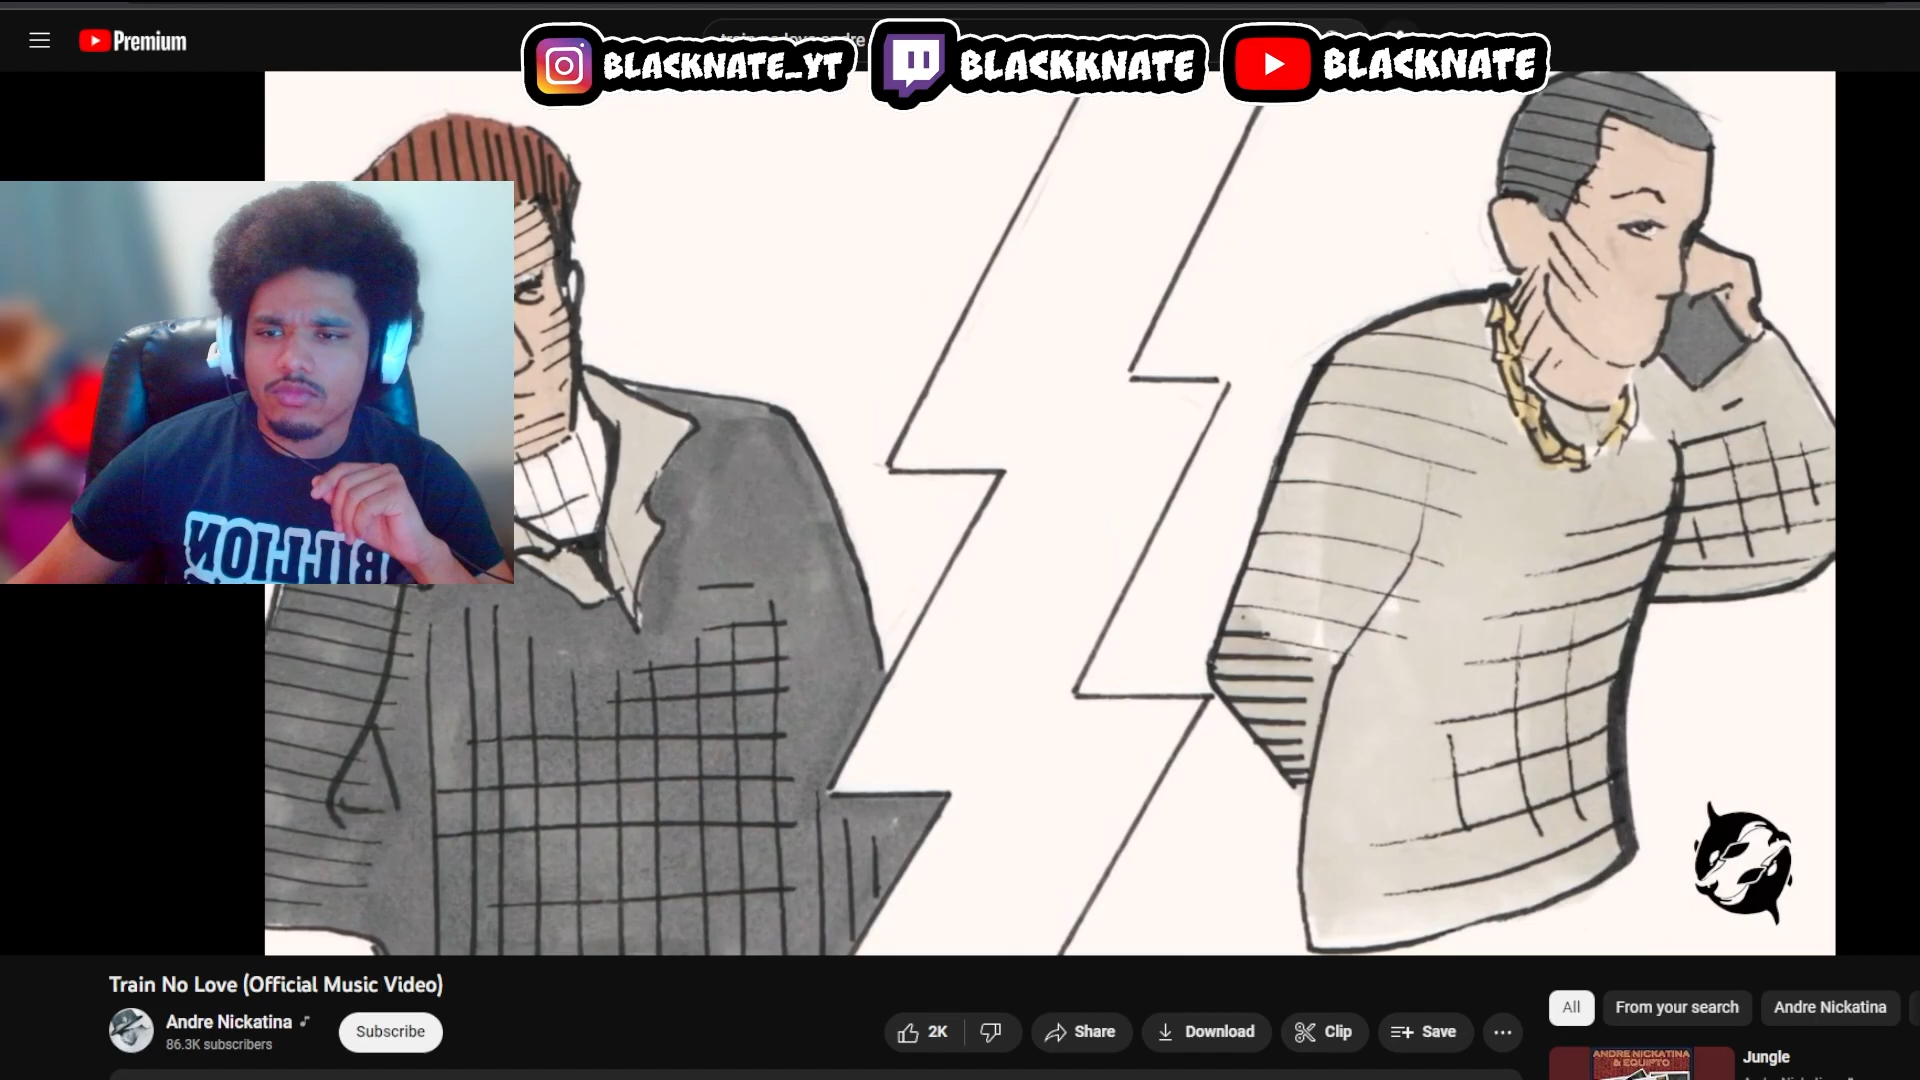 Premium
BLACKNATE_YT
BLACKKNATE
BLACKNATE
BILLION
Train No Love (Official Music Video)
Andre Nickatina
86.3K subscribers
Subscribe
2K
Share
Download
Clip
Save
All
From your search
Andre Nickatina
ANDRE NICKATINA
& EQUIPTO
Jungle